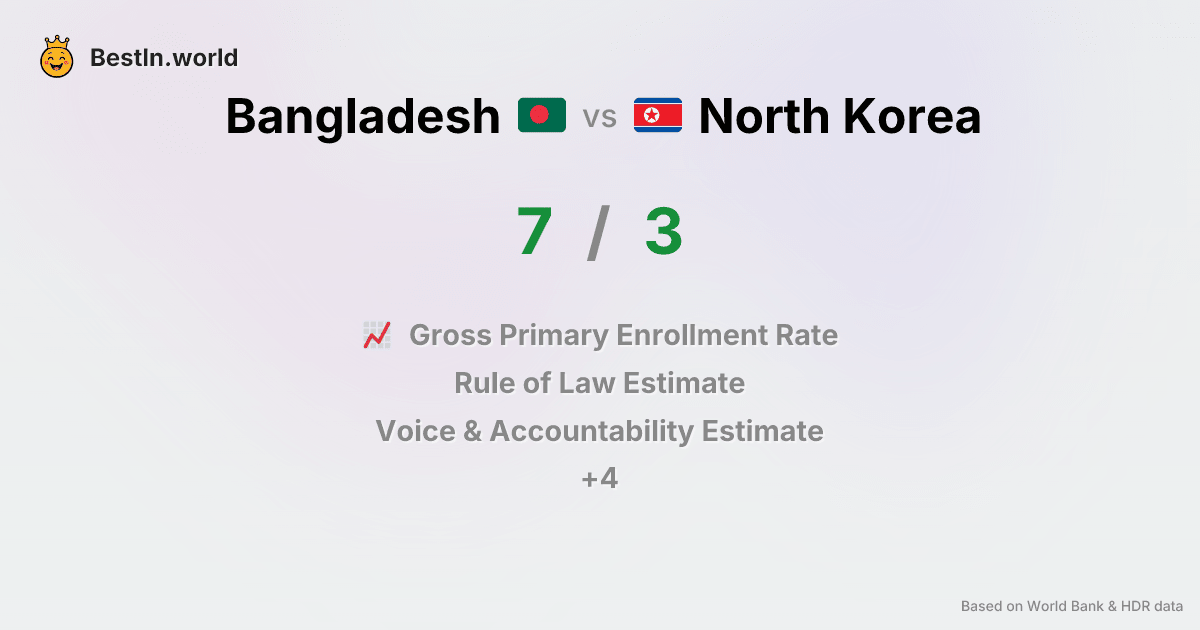 BestIn.world
Bangladesh vs North Korea
7 / 3
Gross Primary Enrollment Rate
Rule of Law Estimate
Voice & Accountability Estimate
+4
Based on World Bank & HDR data